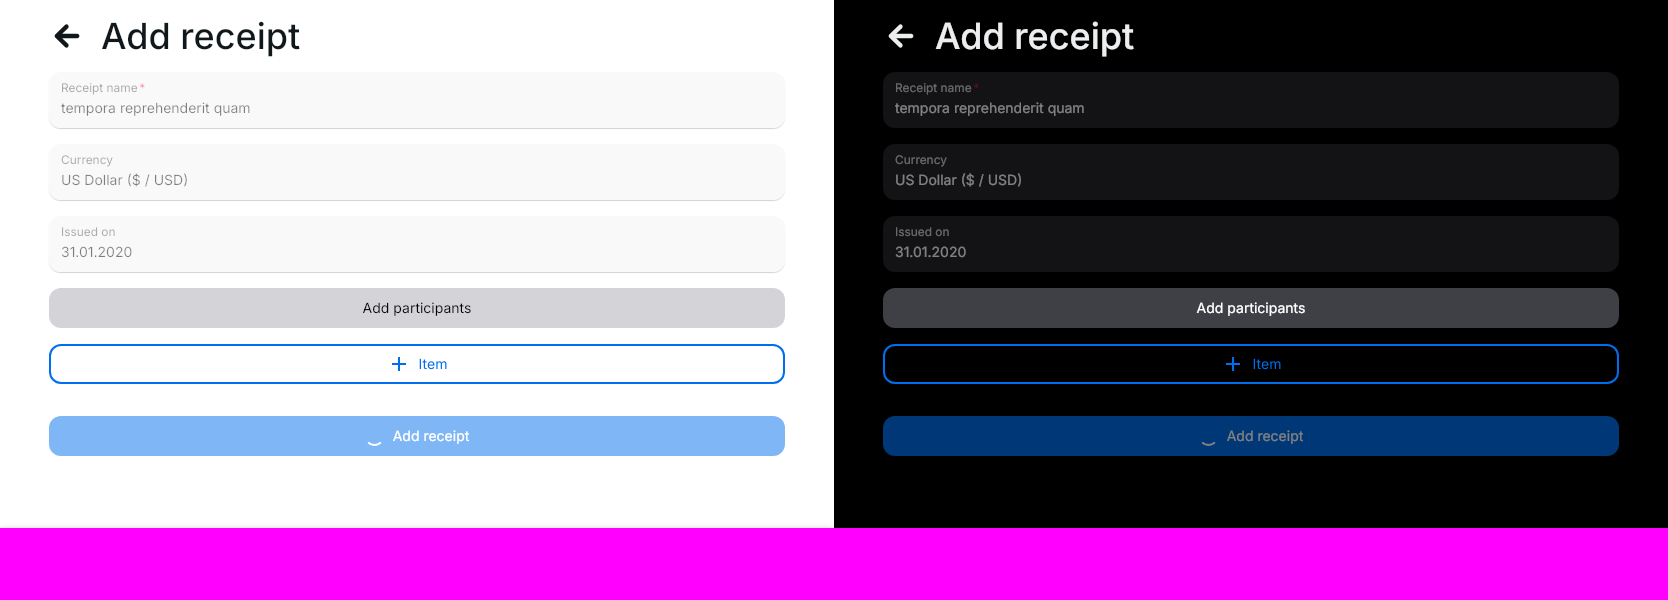 Add receipt
Receipt name*
tempora reprehenderit quam
Currency
US Dollar ($ / USD)
Issued on
31.01.2020
Add participants
Item
Add receipt
Add receipt
Receipt name*
tempora reprehenderit quam
Currency
US Dollar ($ / USD)
Issued on
31.01.2020
Add participants
Item
Add receipt